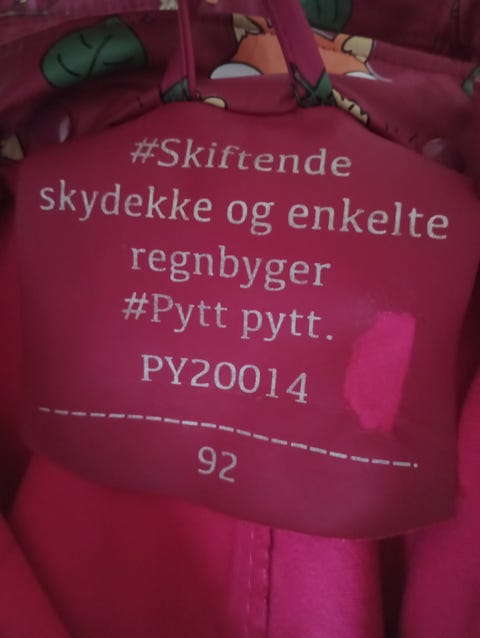 #Skiftende
skydekke og enkelte
regnbyger
#Pytt pytt.
PY20014
92